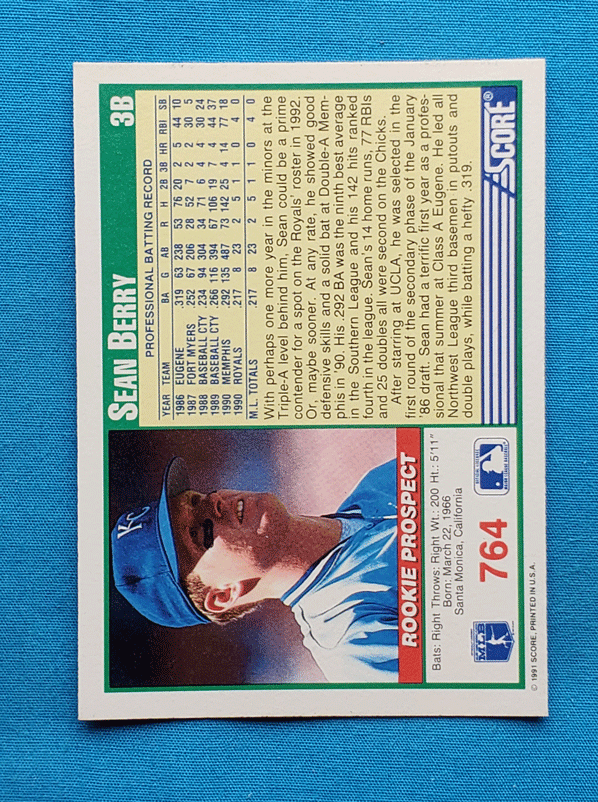 SEAN BERRY 3B
PROFESSIONAL BATTING RECORD
YEAR TEAM BA G AB R H 2B 3B HR RBI SB
1986 EUGENE .319 63 238 53 76 20 2 5 44 10
1987 FORT MYERS .252 67 206 28 52 7 2 2 30 5
1988 BASEBALL CTY .234 94 304 34 71 6 4 4 30 24
1989 BASEBALL CTY .266 116 394 67 106 19 7 4 44 37
1990 MEMPHIS .292 135 487 73 142 25 4 14 77 18
1990 ROYALS .217 8 23 2 5 1 1 0 4 0
M.L. TOTALS .217 8 23 2 5 1 1 0 4 0
With perhaps one more year in the minors at the
Triple-A level behind him, Sean could be a prime
contender for a spot on the Royals' roster in 1992.
Or, maybe sooner. At any rate, he showed good
defensive skills and a solid bat at Double-A Mem-
phis in '90. His .292 BA was the ninth best average
in the Southern League and his 142 hits ranked
fourth in the league. Sean's 14 home runs, 77 RBIs
and 25 doubles all were second on the Chicks.
After starring at UCLA, he was selected in the
first round of the secondary phase of the January
'86 draft. Sean had a terrific first year as a profes-
sional that summer at Class A Eugene. He led all
Northwest League third basemen in putouts and
double plays, while batting a hefty .319.
SCORE®
KC
ROOKIE PROSPECT
Bats: Right Throws: Right Wt.: 200 Ht.: 5'11"
Born: March 22, 1966
Santa Monica, California
764
MLB
© 1991 SCORE, PRINTED IN U.S.A.